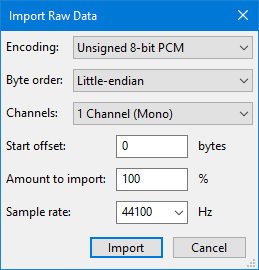 Import Raw Data
Encoding: Unsigned 8-bit PCM
Byte order: Little-endian
Channels: 1 Channel (Mono)
Start offset: 0 bytes
Amount to import: 100 %
Sample rate: 44100 Hz
Import Cancel